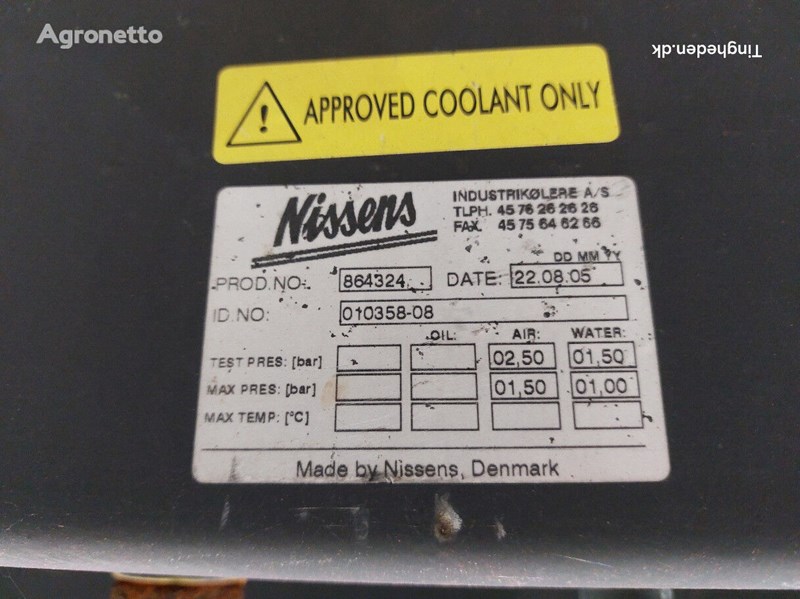 Agronetto
Tingheden.dk
! APPROVED COOLANT ONLY
Nissens
INDUSTRIKØLERE A/S
TLPH. 45 76 26 26 26
FAX. 45 75 64 62 66
DD MM YY
PROD.NO: 864324 DATE: 22.08.05
ID.NO: 010358-08
OIL: AIR: WATER:
TEST PRES: [bar] 02,50 01,50
MAX PRES: [bar] 01,50 01,00
MAX TEMP: [°C]
Made by Nissens, Denmark